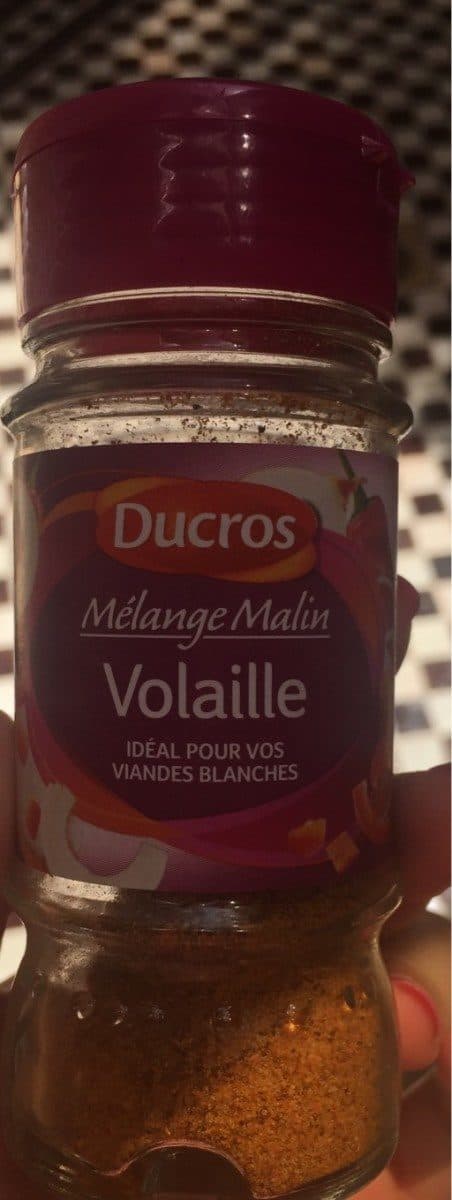 Ducros
Mélange Malin
Volaille
IDÉAL POUR VOS
VIANDES BLANCHES